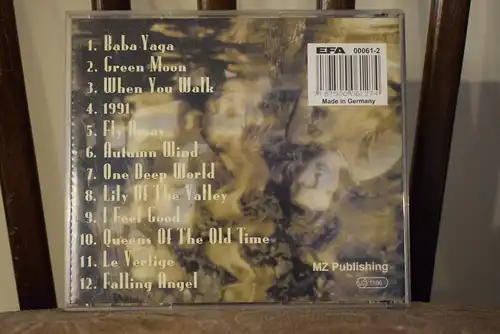 1. Baba Yaga
2. Green Moon
3. When You Walk
4. 1991
5. Fly Away
6. Autumn Wind
7. One Deep World
8. Lily Of The Valley
9. I Feel Good
10. Queens Of The Old Time
11. Le Vertige
12. Falling Angel
EFA 00061-2
Made in Germany
MZ Publishing